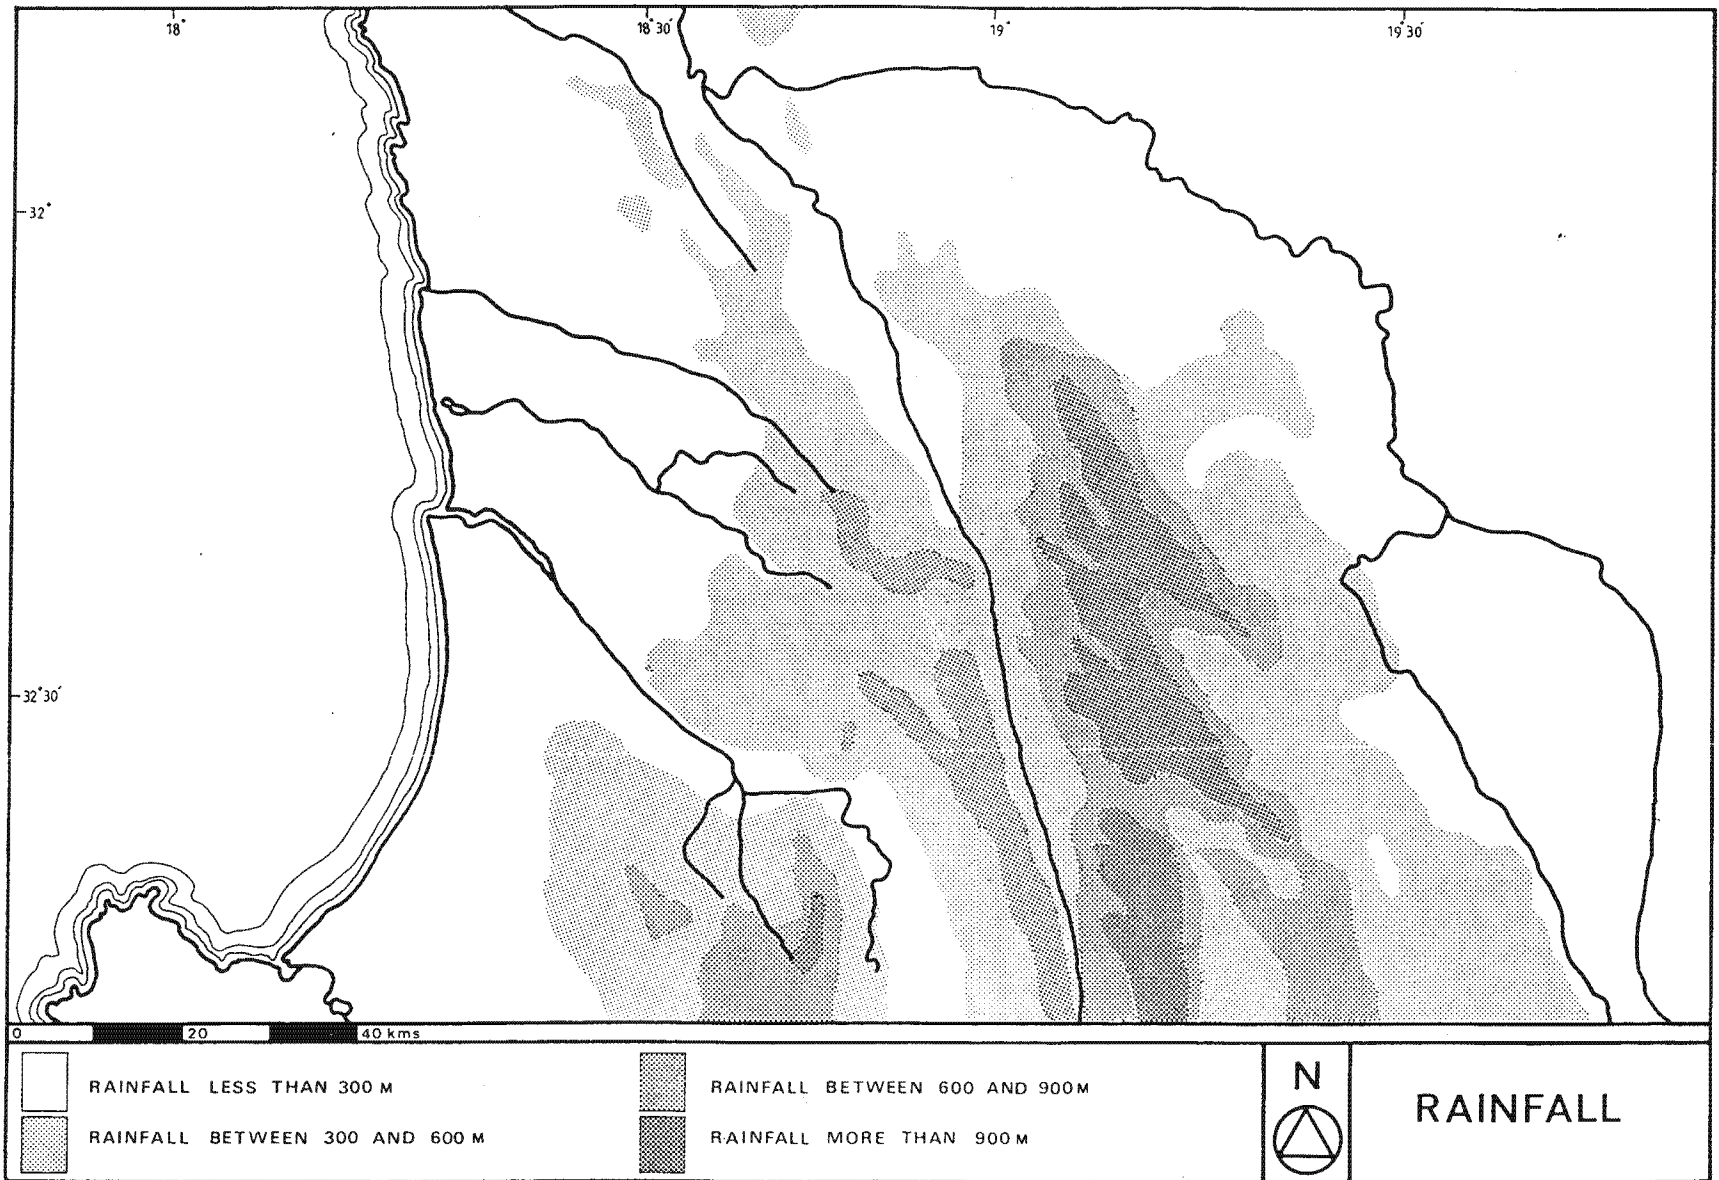 18°
18°30′
19°
19°30′
32°
32°30′
0
20
40 kms
RAINFALL LESS THAN 300 M
RAINFALL BETWEEN 300 AND 600 M
RAINFALL BETWEEN 600 AND 900 M
RAINFALL MORE THAN 900 M
N
RAINFALL